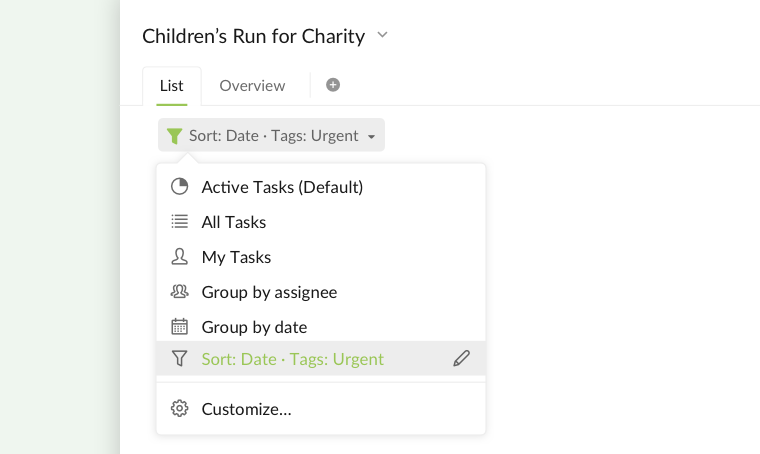 Children’s Run for Charity
List Overview
Sort: Date · Tags: Urgent
Active Tasks (Default)
All Tasks
My Tasks
Group by assignee
Group by date
Sort: Date · Tags: Urgent
Customize...